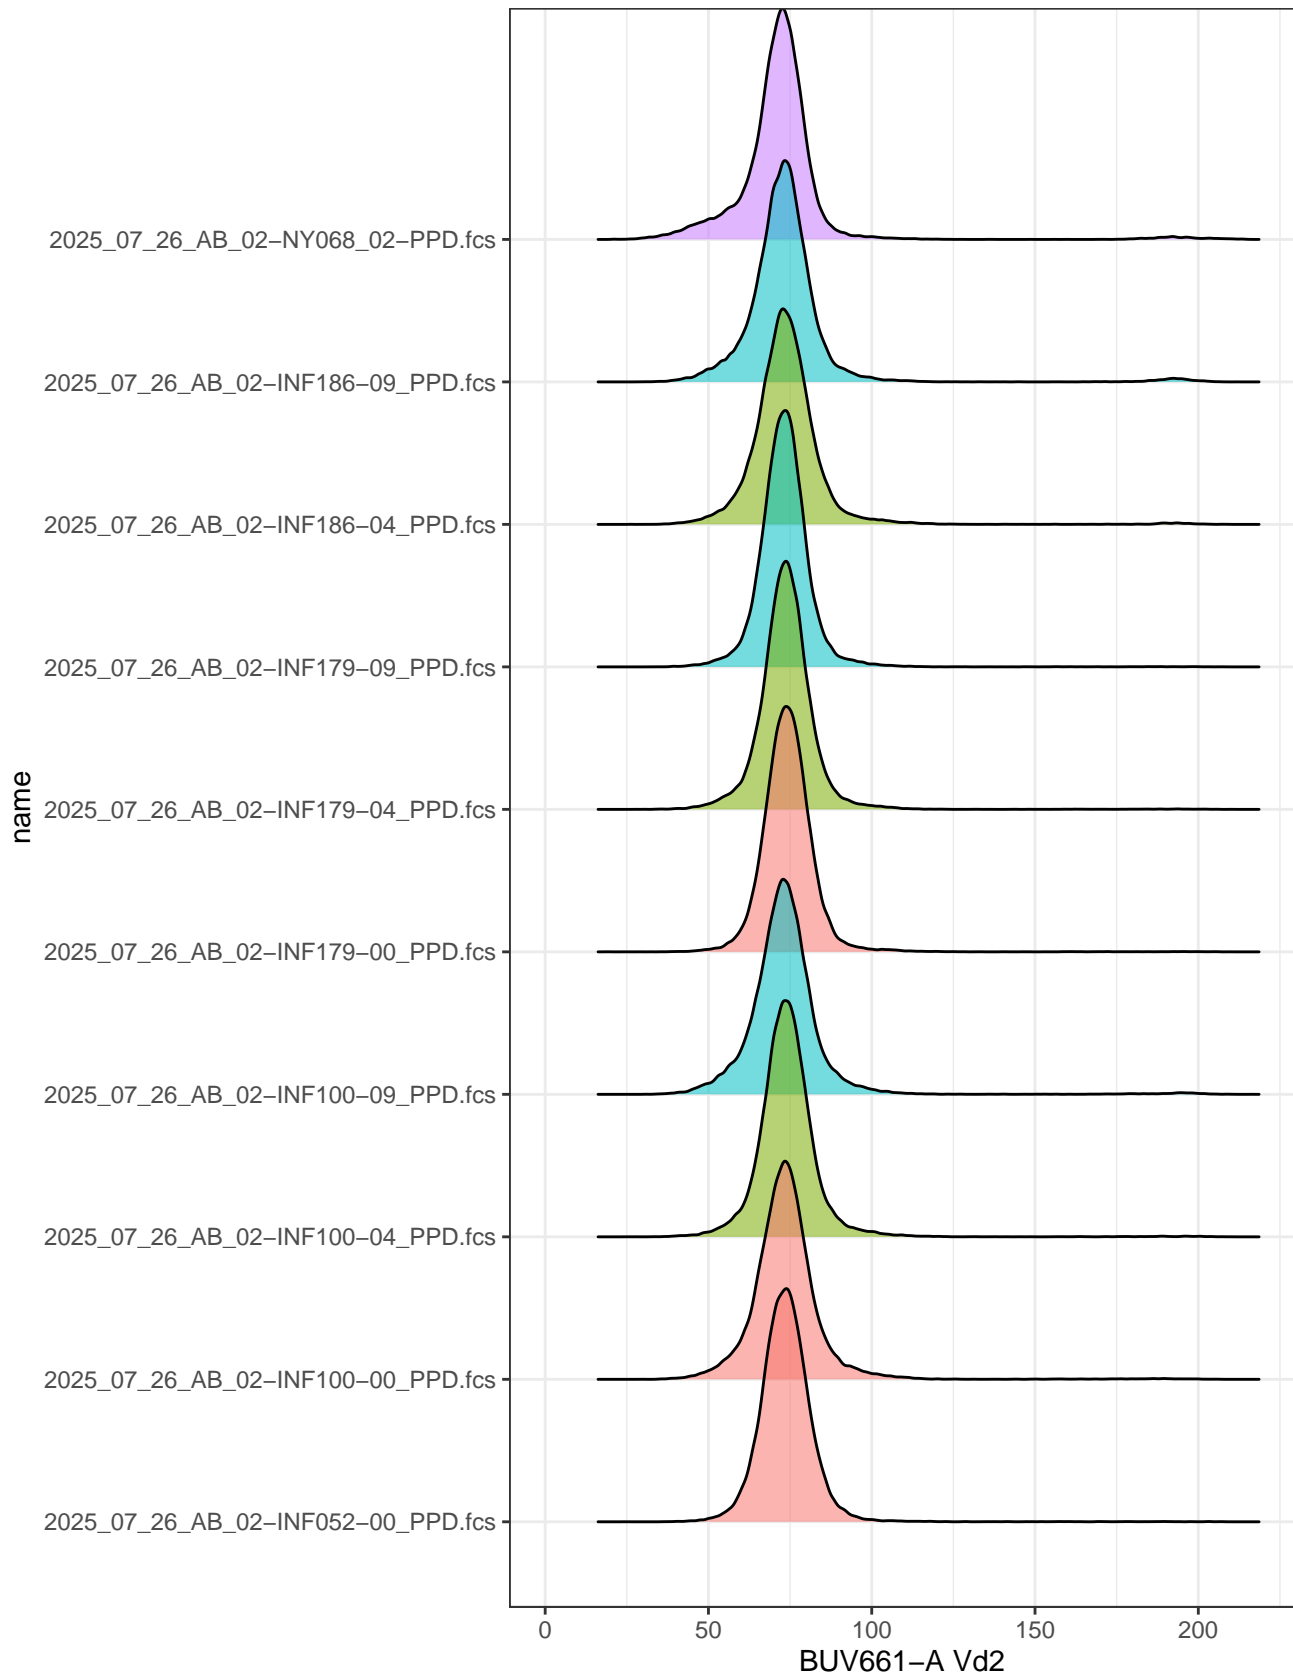 2025_07_26_AB_02−NY068_02−PPD.fcs
2025_07_26_AB_02−INF186−09_PPD.fcs
2025_07_26_AB_02−INF186−04_PPD.fcs
2025_07_26_AB_02−INF179−09_PPD.fcs
2025_07_26_AB_02−INF179−04_PPD.fcs
2025_07_26_AB_02−INF179−00_PPD.fcs
2025_07_26_AB_02−INF100−09_PPD.fcs
2025_07_26_AB_02−INF100−04_PPD.fcs
2025_07_26_AB_02−INF100−00_PPD.fcs
2025_07_26_AB_02−INF052−00_PPD.fcs
name
0 50 100 150 200
BUV661−A Vd2